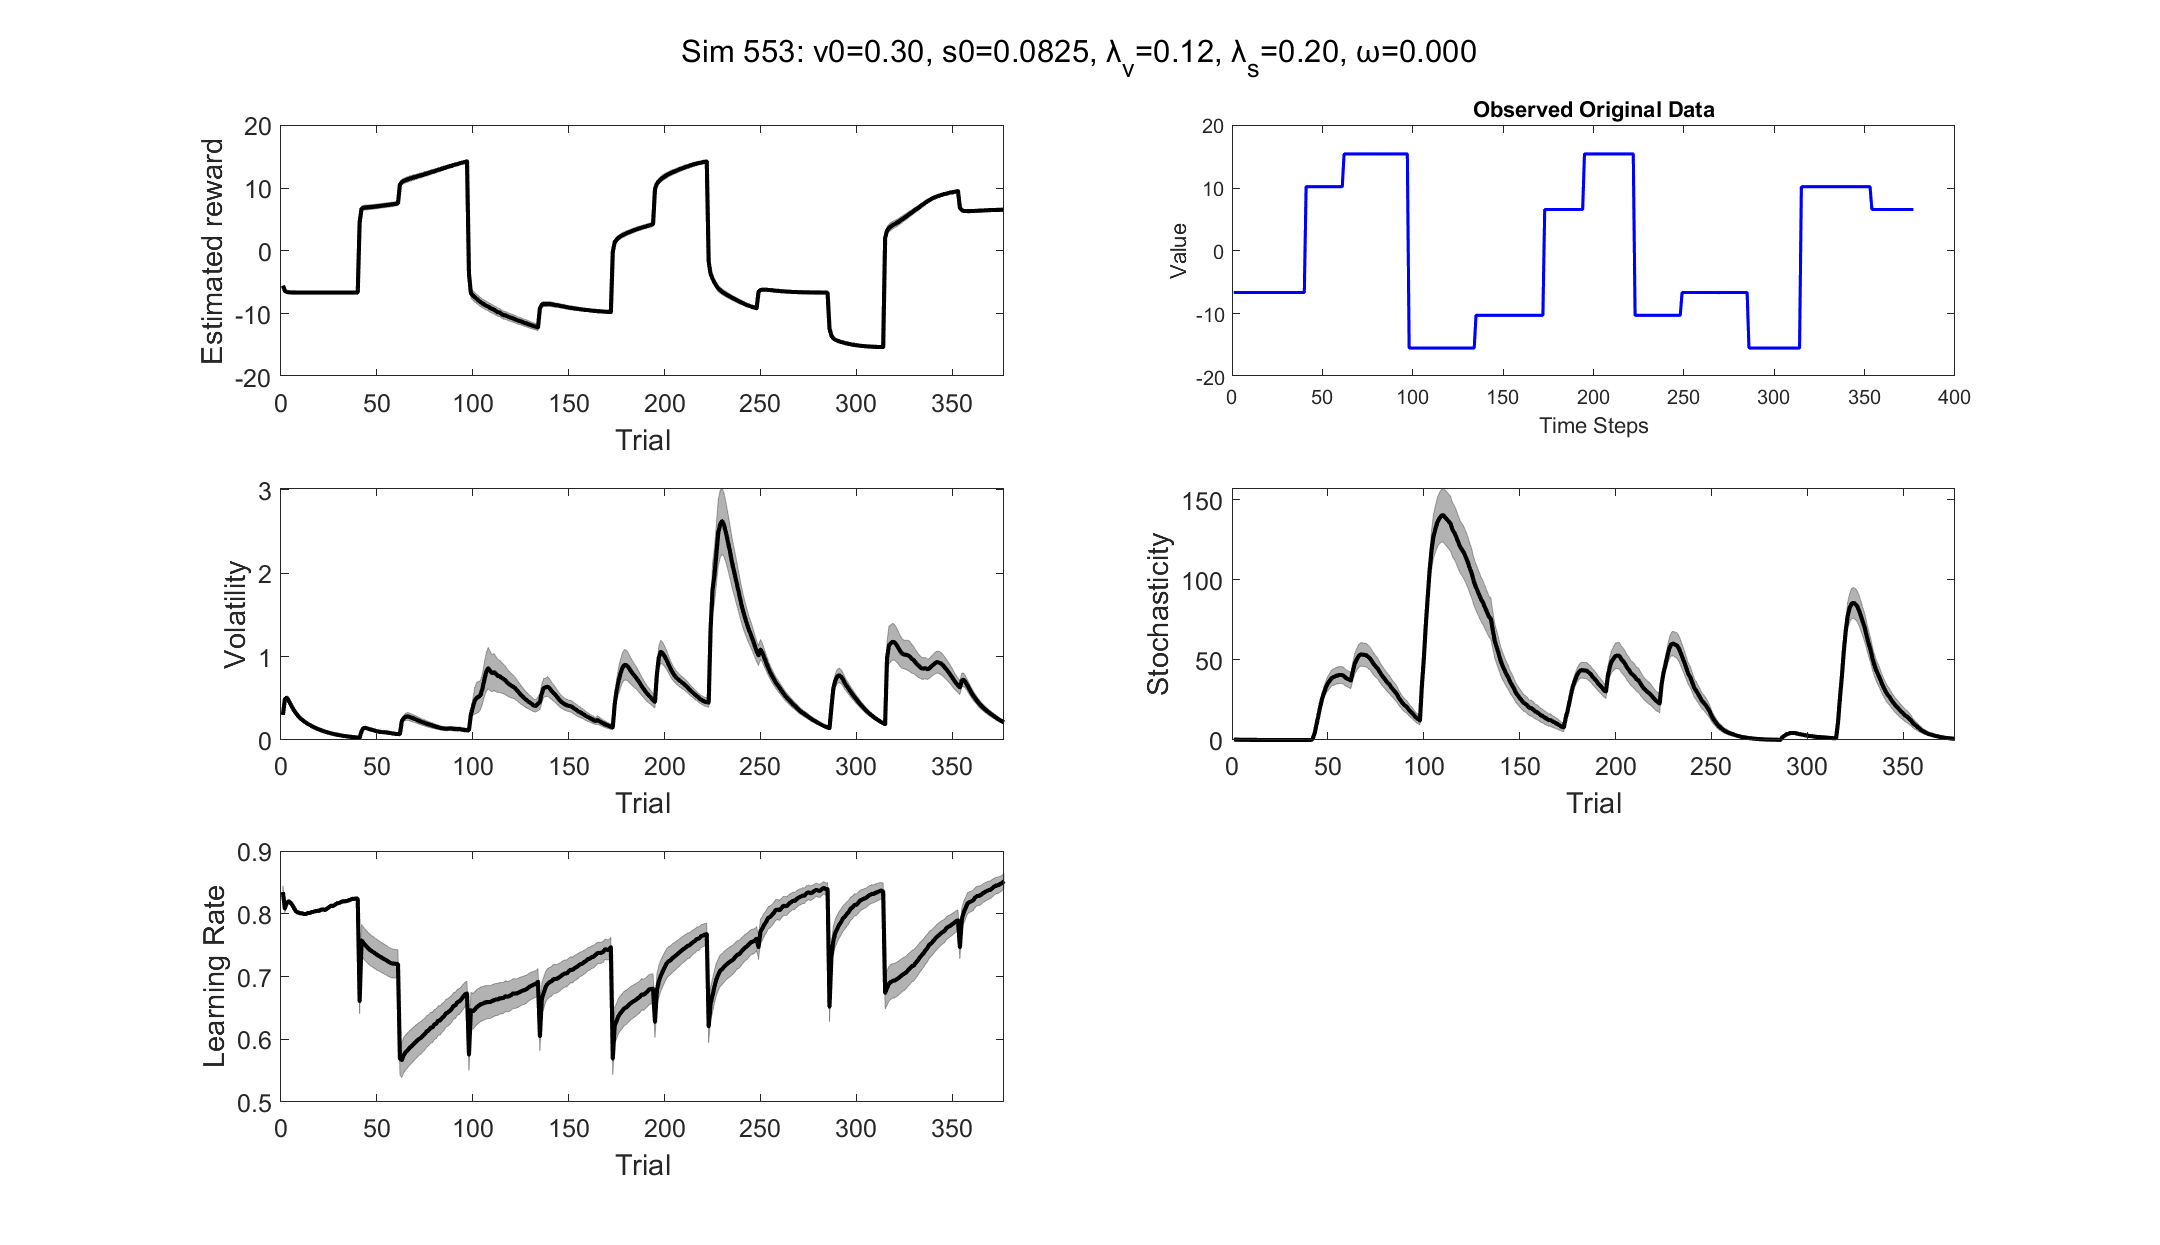 Sim 553: v0=0.30, s0=0.0825, λv=0.12, λs=0.20, ω=0.000
Estimated reward
20
10
0
-10
-20
0 50 100 150 200 250 300 350
Trial
Observed Original Data
Value
20
10
0
-10
-20
0 50 100 150 200 250 300 350 400
Time Steps
Volatility
3
2
1
0
0 50 100 150 200 250 300 350
Trial
Stochasticity
150
100
50
0
0 50 100 150 200 250 300 350
Trial
Learning Rate
0.9
0.8
0.7
0.6
0.5
0 50 100 150 200 250 300 350
Trial